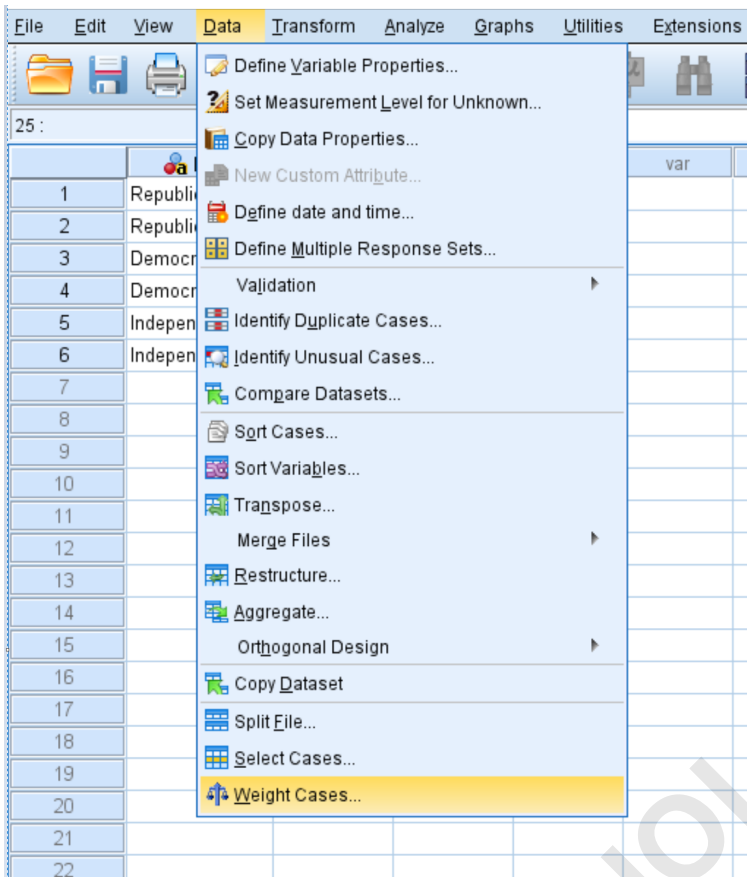 File Edit View Data Transform Analyze Graphs Utilities Extensions
25 :
var
Define Variable Properties...
Set Measurement Level for Unknown...
Copy Data Properties...
New Custom Attribute...
Define date and time...
Define Multiple Response Sets...
Validation
Identify Duplicate Cases...
Identify Unusual Cases...
Compare Datasets...
Sort Cases...
Sort Variables...
Transpose...
Merge Files
Restructure...
Aggregate...
Orthogonal Design
Copy Dataset
Split File...
Select Cases...
Weight Cases...
1 Republi
2 Republi
3 Democr
4 Democr
5 Indepen
6 Indepen
7
8
9
10
11
12
13
14
15
16
17
18
19
20
21
22